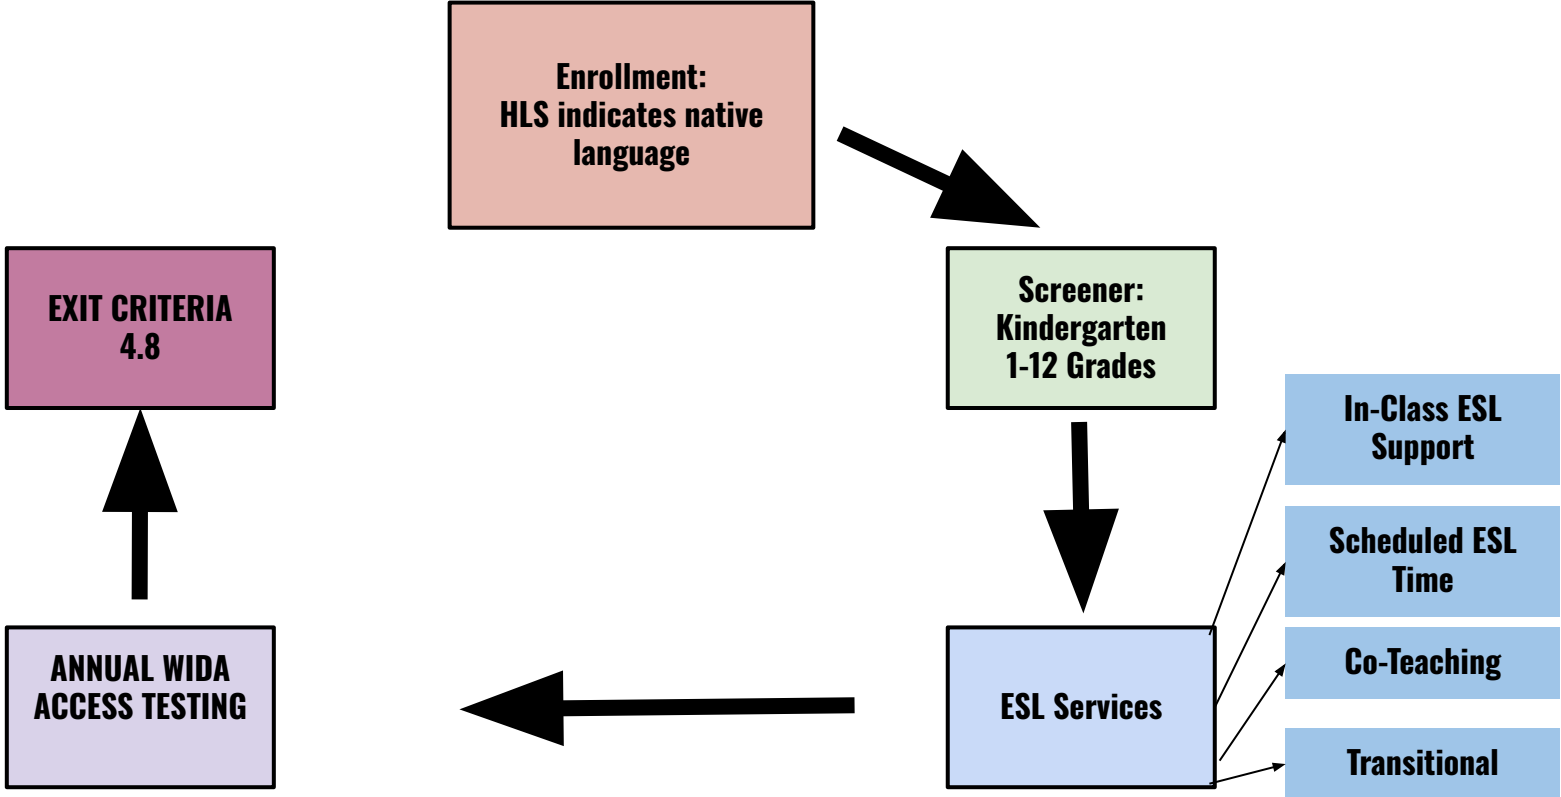 Enrollment:
HLS indicates native
language
Screener:
Kindergarten
1-12 Grades
ESL Services
In-Class ESL
Support
Scheduled ESL
Time
Co-Teaching
Transitional
ANNUAL WIDA
ACCESS TESTING
EXIT CRITERIA
4.8